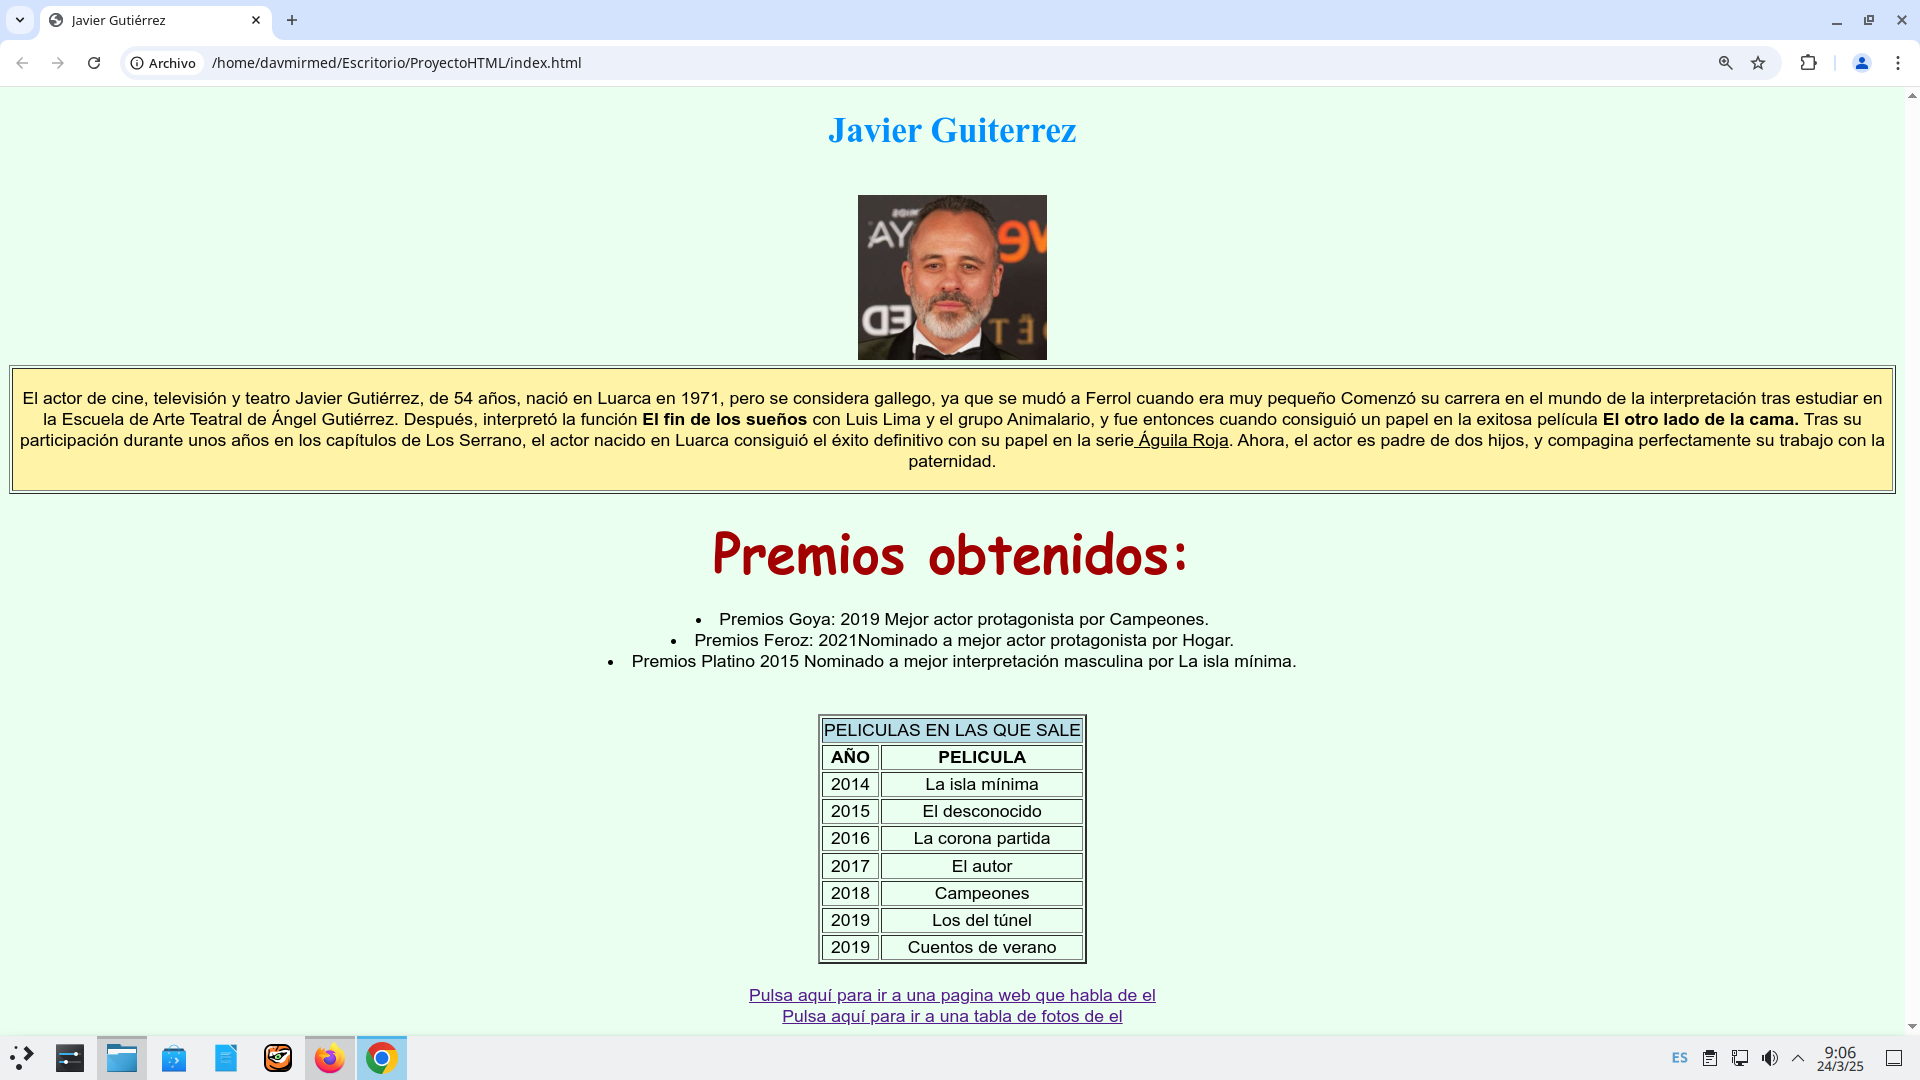 Javier Gutiérrez
Archivo
/home/davmirmed/Escritorio/ProyectoHTML/index.html
Javier Guiterrez
El actor de cine, televisión y teatro Javier Gutiérrez, de 54 años, nació en Luarca en 1971, pero se considera gallego, ya que se mudó a Ferrol cuando era muy pequeño Comenzó su carrera en el mundo de la interpretación tras estudiar en
la Escuela de Arte Teatral de Ángel Gutiérrez. Después, interpretó la función El fin de los sueños con Luis Lima y el grupo Animalario, y fue entonces cuando consiguió un papel en la exitosa película El otro lado de la cama. Tras su
participación durante unos años en los capítulos de Los Serrano, el actor nacido en Luarca consiguió el éxito definitivo con su papel en la serie Águila Roja. Ahora, el actor es padre de dos hijos, y compagina perfectamente su trabajo con la
paternidad.
Premios obtenidos:
• Premios Goya: 2019 Mejor actor protagonista por Campeones.
• Premios Feroz: 2021Nominado a mejor actor protagonista por Hogar.
• Premios Platino 2015 Nominado a mejor interpretación masculina por La isla mínima.
PELICULAS EN LAS QUE SALE
AÑO PELICULA
2014 La isla mínima
2015 El desconocido
2016 La corona partida
2017 El autor
2018 Campeones
2019 Los del túnel
2019 Cuentos de verano
Pulsa aquí para ir a una pagina web que habla de el
Pulsa aquí para ir a una tabla de fotos de el
ES
9:06
24/3/25